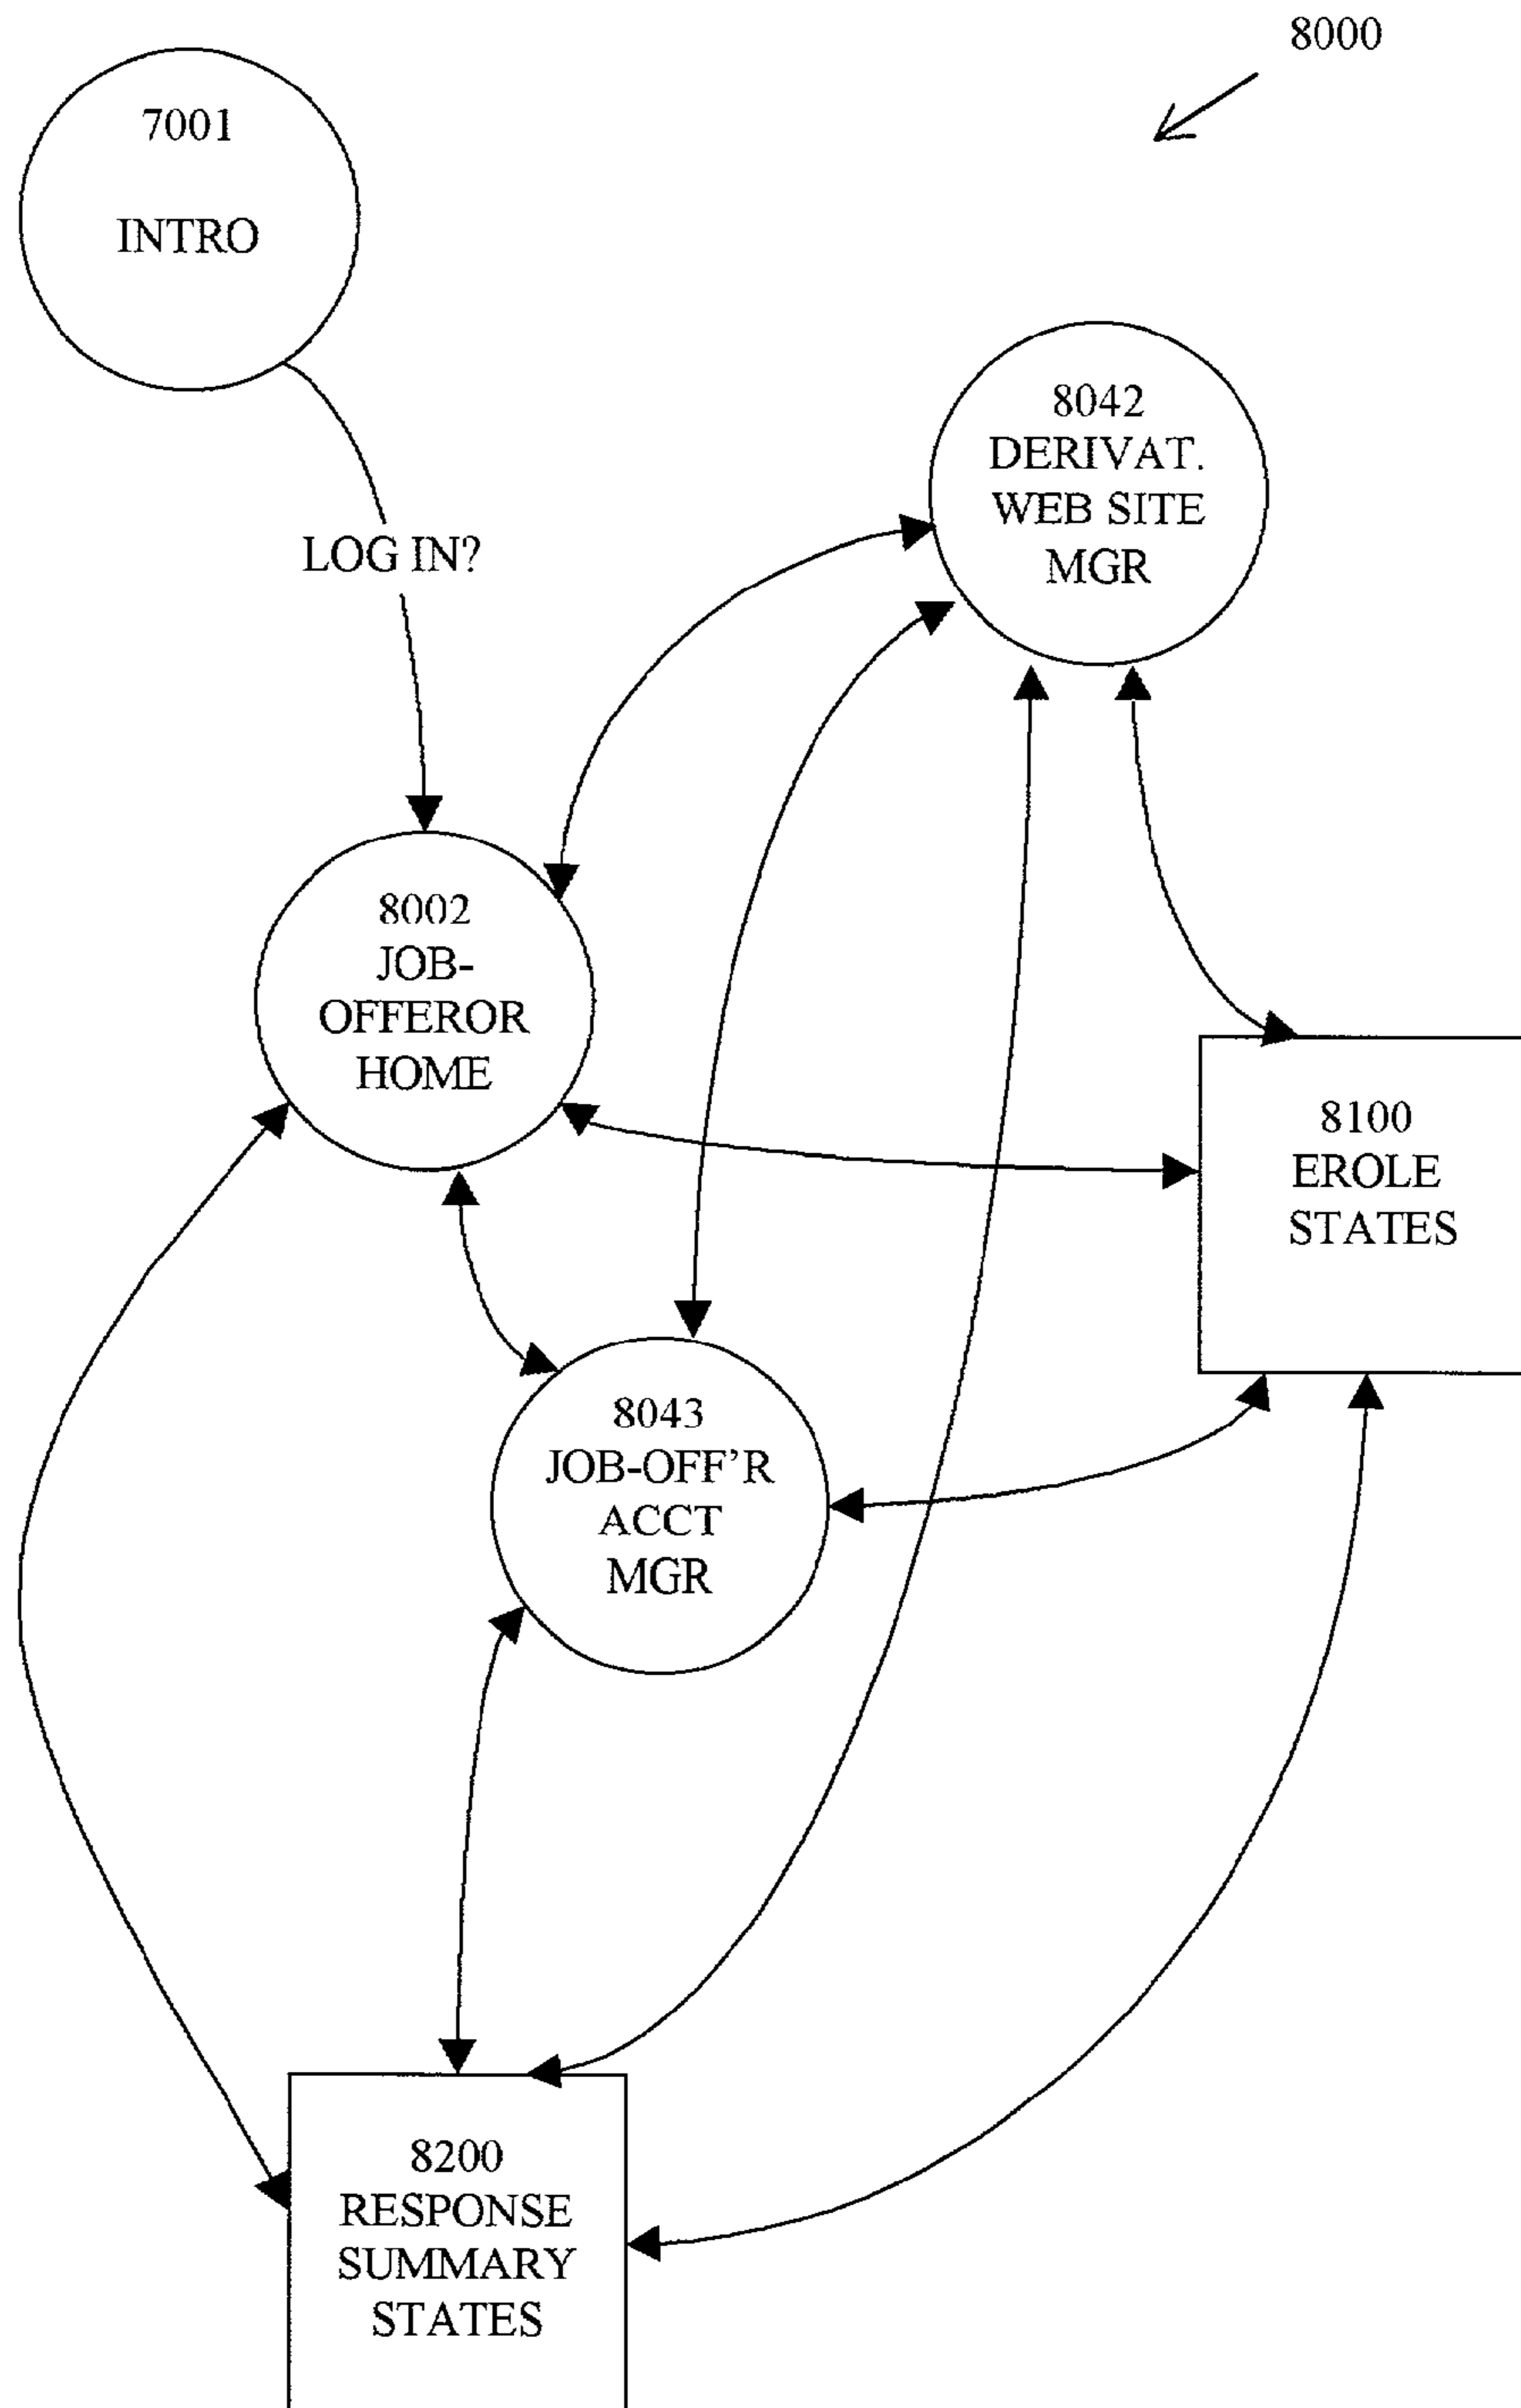 8000
7001
INTRO
8042
DERIVAT.
WEB SITE
MGR
LOG IN?
8002
JOB-
OFFEROR
HOME
8100
EROLE
STATES
8043
JOB-OFF'R
ACCT
MGR
8200
RESPONSE
SUMMARY
STATES